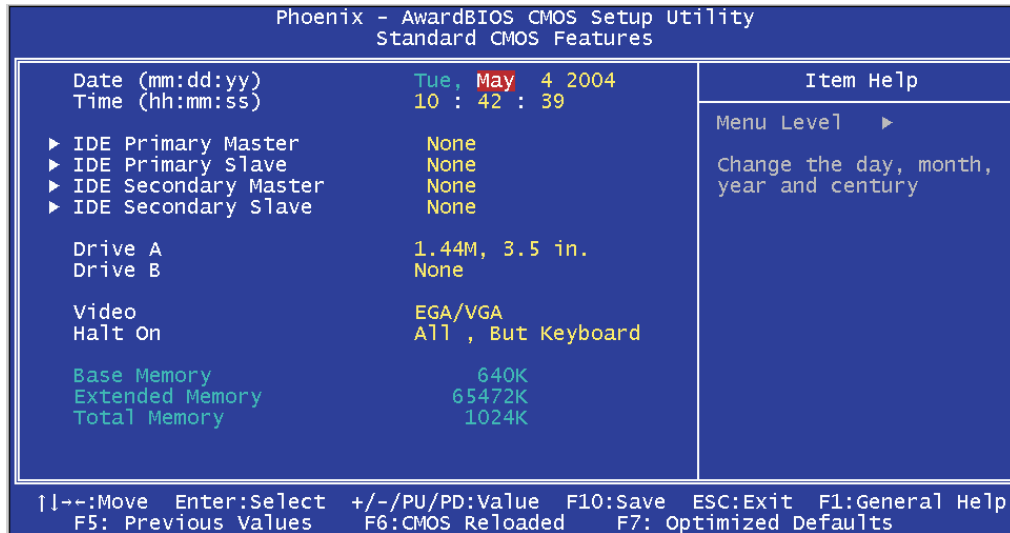 Phoenix - AwardBIOS CMOS Setup Utility
Standard CMOS Features
Date (mm:dd:yy) Tue, May 4 2004
Time (hh:mm:ss) 10 : 42 : 39
► IDE Primary Master None
► IDE Primary Slave None
► IDE Secondary Master None
► IDE Secondary Slave None
Drive A 1.44M, 3.5 in.
Drive B None
Video EGA/VGA
Halt On All , But Keyboard
Base Memory 640K
Extended Memory 65472K
Total Memory 1024K
Item Help
Menu Level ►
Change the day, month,
year and century
↑↓→←:Move Enter:Select +/-/PU/PD:Value F10:Save ESC:Exit F1:General Help
F5: Previous Values F6:CMOS Reloaded F7: Optimized Defaults